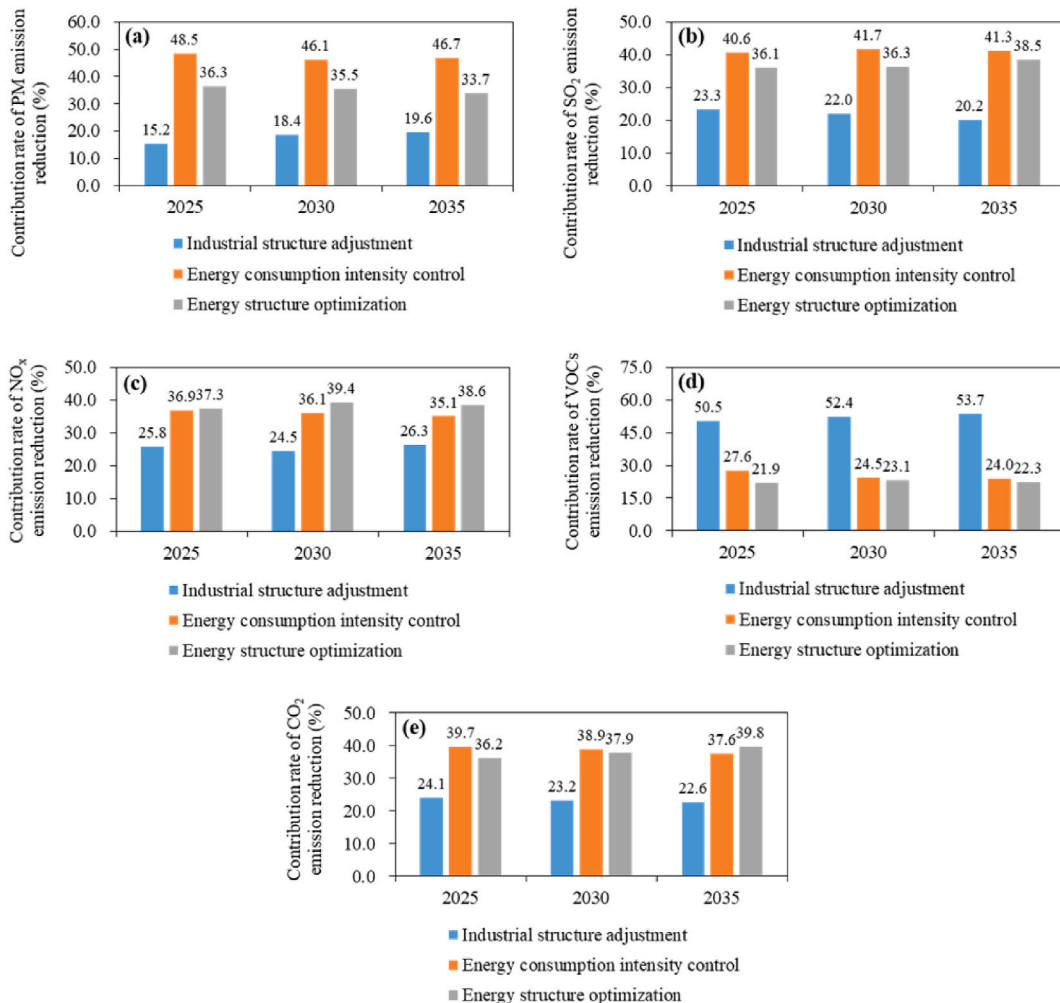 (a)
Contribution rate of PM emission
reduction (%)
60.0
50.0
40.0
30.0
20.0
10.0
0.0
48.5
46.1
46.7
36.3
35.5
33.7
15.2
18.4
19.6
2025 2030 2035
Industrial structure adjustment
Energy consumption intensity control
Energy structure optimization
(b)
Contribution rate of SO₂ emission
reduction (%)
50.0
40.0
30.0
20.0
10.0
0.0
40.6
41.7
41.3
36.1
36.3
38.5
23.3
22.0
20.2
2025 2030 2035
Industrial structure adjustment
Energy consumption intensity control
Energy structure optimization
(c)
Contribution rate of NOₓ
emission reduction (%)
50.0
40.0
30.0
20.0
10.0
0.0
36.9 37.3
36.1
39.4
35.1
38.6
25.8
24.5
26.3
2025 2030 2035
Industrial structure adjustment
Energy consumption intensity control
Energy structure optimization
(d)
Contribution rate of VOCs
emission reduction (%)
75.0
60.0
45.0
30.0
15.0
0.0
50.5
52.4
53.7
27.6
21.9
24.5
23.1
24.0
22.3
2025 2030 2035
Industrial structure adjustment
Energy consumption intensity control
Energy structure optimization
(e)
Contribution rate of CO₂
emission reduction (%)
50.0
40.0
30.0
20.0
10.0
0.0
39.7
36.2
38.9
37.9
37.6
39.8
24.1
23.2
22.6
2025 2030 2035
Industrial structure adjustment
Energy consumption intensity control
Energy structure optimization